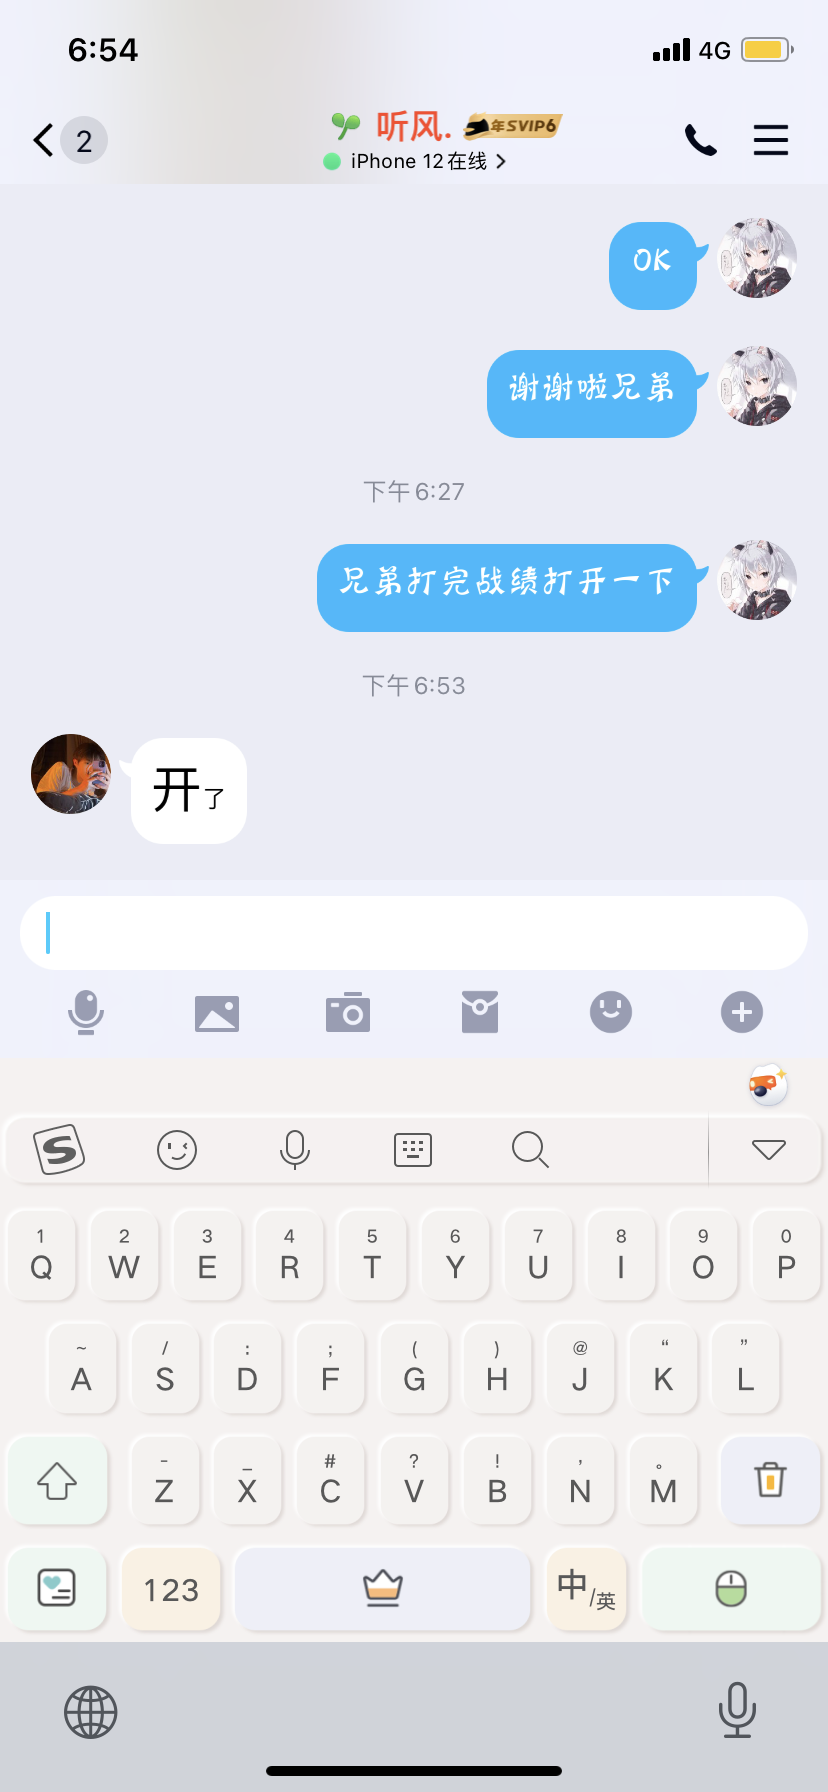 6:54
4G
2
听风.
年SVIP6
iPhone 12在线
OK
谢谢啦兄弟
下午6:27
兄弟打完战绩打开一下
下午6:53
开了
S
1 2 3 4 5 6 7 8 9 0
Q W E R T Y U I O P
~ / : ; ( ) @ “ ”
A S D F G H J K L
- _ # ? ! , 。
Z X C V B N M
123
中/英